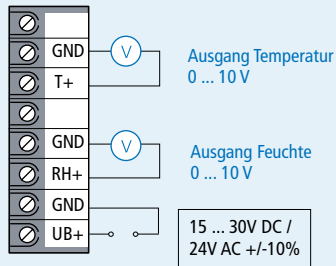 GND
V
Ausgang Temperatur
T+
0 ... 10 V
GND
V
Ausgang Feuchte
RH+
0 ... 10 V
GND
UB+
15 ... 30V DC /
24V AC +/-10%